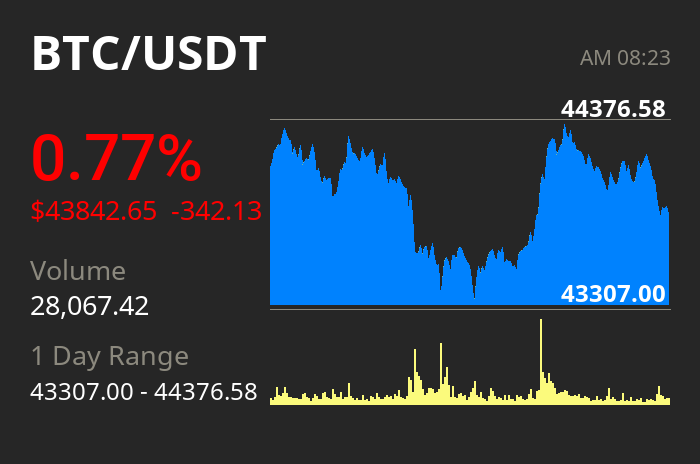 BTC/USDT
AM 08:23
44376.58
0.77%
$43842.65 -342.13
Volume
28,067.42
43307.00
1 Day Range
43307.00 - 44376.58